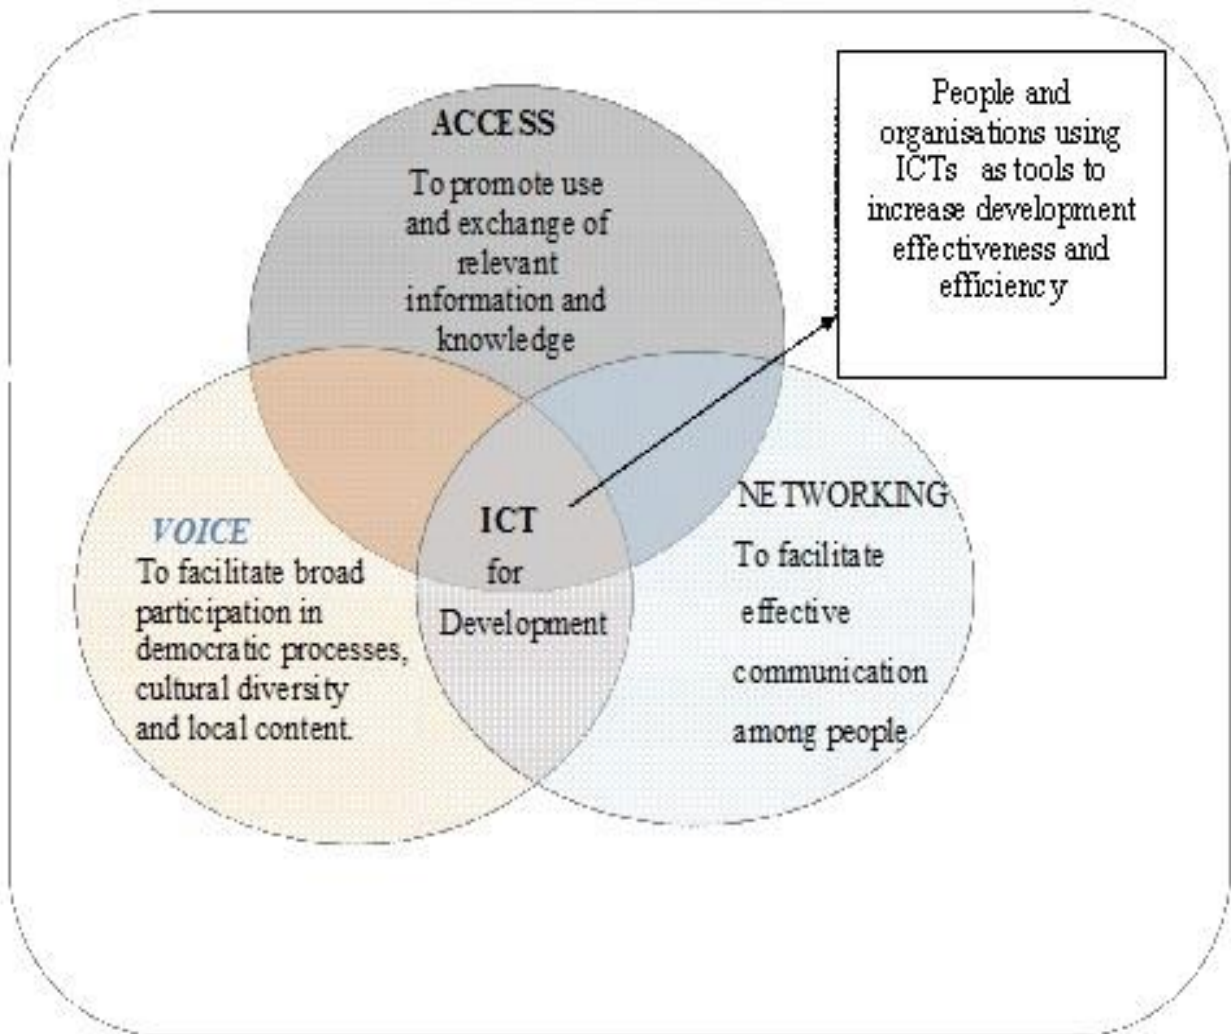 ACCESS
To promote use
and exchange of
relevant
information and
knowledge
People and
organisations using
ICTs as tools to
increase development
effectiveness and
efficiency
VOICE
To facilitate broad
participation in
democratic processes,
cultural diversity
and local content.
ICT
for
Development
NETWORKING
To facilitate
effective
communication
among people